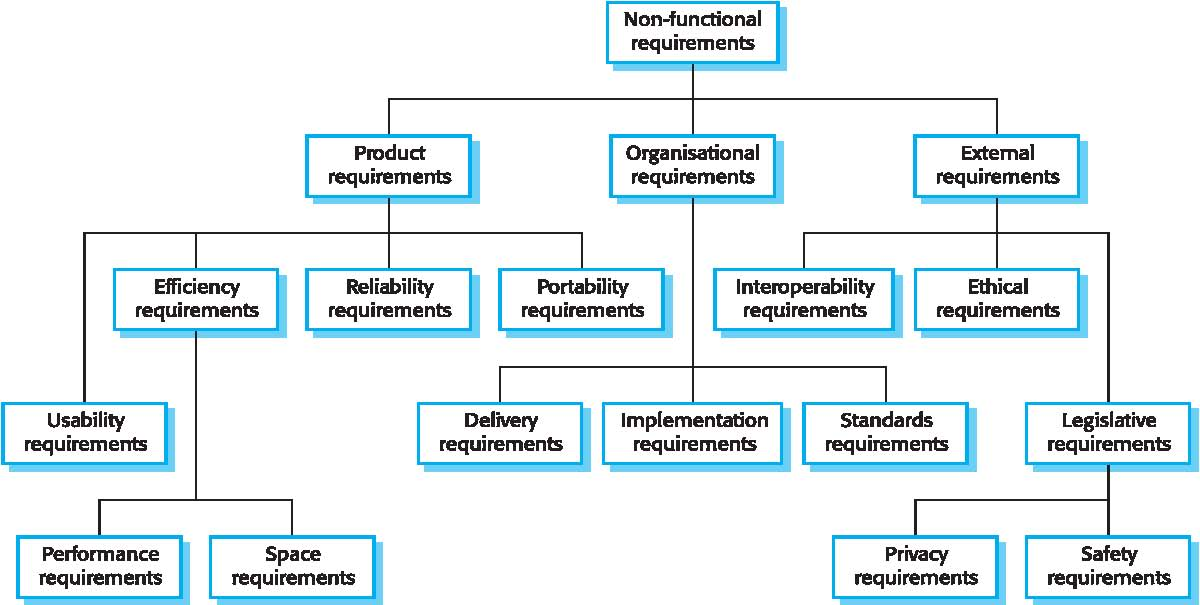 Non-functional
requirements
Product
requirements
Organisational
requirements
External
requirements
Efficiency
requirements
Reliability
requirements
Portability
requirements
Interoperability
requirements
Ethical
requirements
Usability
requirements
Delivery
requirements
Implementation
requirements
Standards
requirements
Legislative
requirements
Performance
requirements
Space
requirements
Privacy
requirements
Safety
requirements